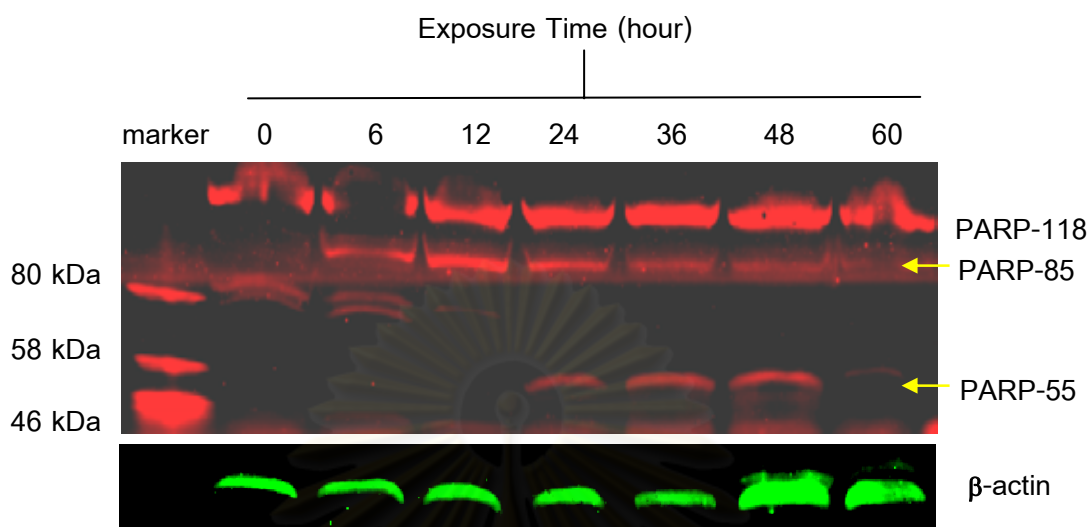 Exposure Time (hour)
marker 0 6 12 24 36 48 60
PARP-118
PARP-85
80 kDa
58 kDa
PARP-55
46 kDa
β-actin